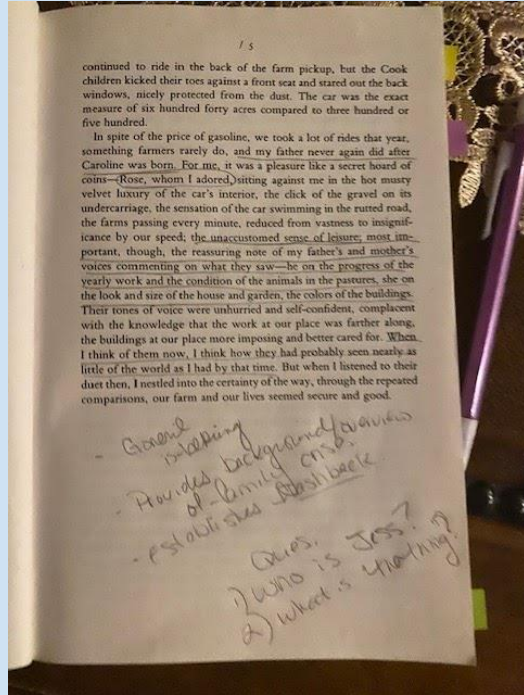 / 5
continued to ride in the back of the farm pickup, but the Cook
children kicked their toes against a front seat and stared out the back
windows, nicely protected from the dust. The car was the exact
measure of six hundred forty acres compared to three hundred or
five hundred.
In spite of the price of gasoline, we took a lot of rides that year,
something farmers rarely do, and my father never again did after
Caroline was born. For me, it was a pleasure like a secret hoard of
coins—(Rose, whom I adored,) sitting against me in the hot musty
velvet luxury of the car's interior, the click of the gravel on its
undercarriage, the sensation of the car swimming in the rutted road,
the farms passing every minute, reduced from vastness to insignif-
icance by our speed; the unaccustomed sense of leisure; most im-
portant, though, the reassuring note of my father's and mother's
voices commenting on what they saw—he on the progress of the
yearly work and the condition of the animals in the pastures, she on
the look and size of the house and garden, the colors of the buildings.
Their tones of voice were unhurried and self-confident, complacent
with the knowledge that the work at our place was farther along,
the buildings at our place more imposing and better cared for. When
I think of them now, I think how they had probably seen nearly as
little of the world as I had by that time. But when I listened to their
duet then, I nestled into the certainty of the way, through the repeated
comparisons, our farm and our lives seemed secure and good.
- General
- Provides background/overview
of family crisis.
- establishes flashback
Ques.
1) Who is Jess?
2) What is